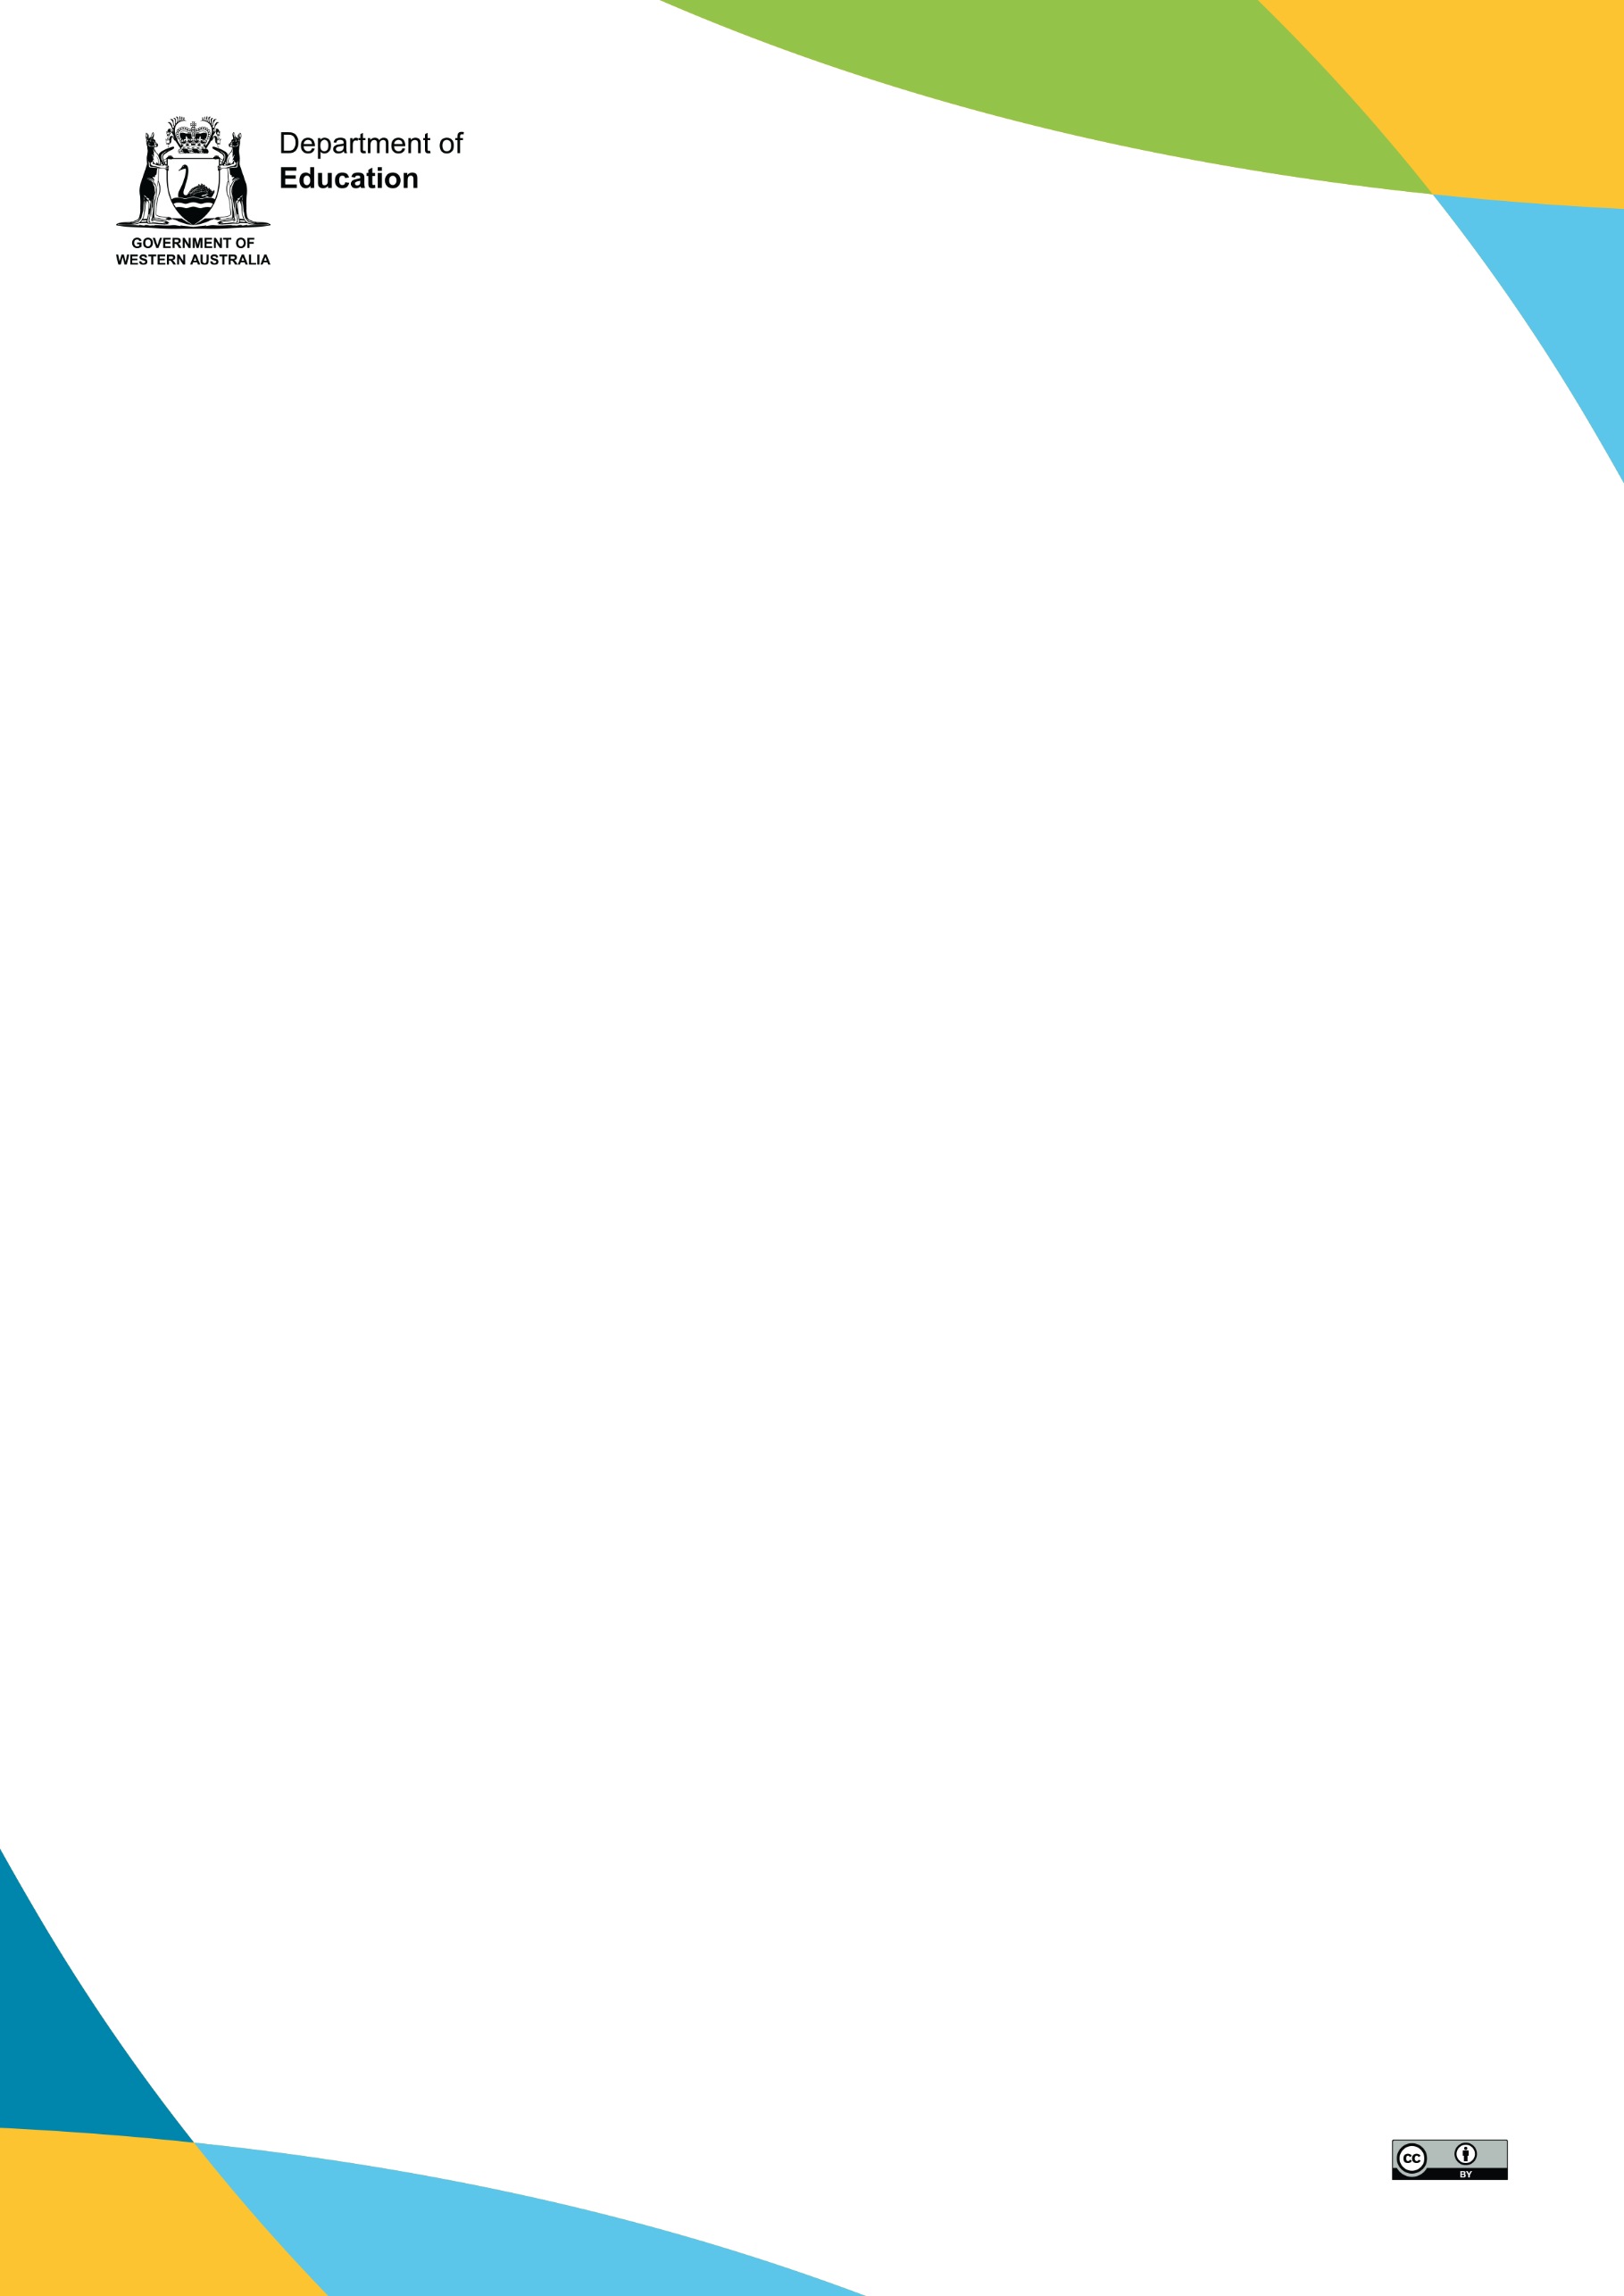 Department of
Education
GOVERNMENT OF
WESTERN AUSTRALIA
CC
BY